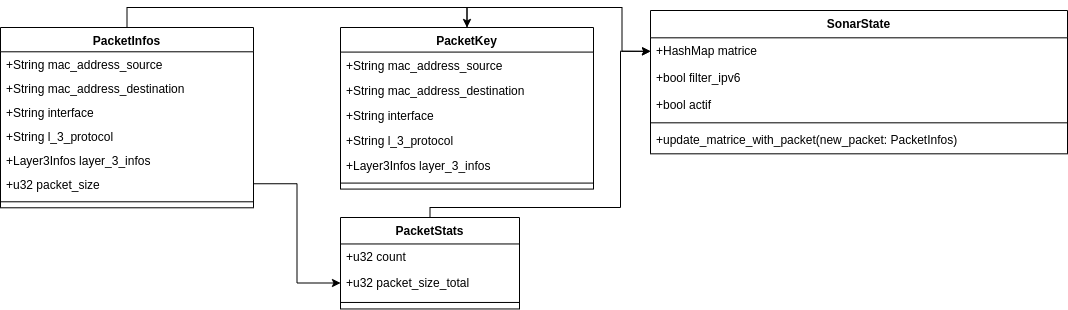 PacketInfos
+String mac_address_source
+String mac_address_destination
+String interface
+String l_3_protocol
+Layer3Infos layer_3_infos
+u32 packet_size
PacketKey
+String mac_address_source
+String mac_address_destination
+String interface
+String l_3_protocol
+Layer3Infos layer_3_infos
PacketStats
+u32 count
+u32 packet_size_total
SonarState
+HashMap matrice
+bool filter_ipv6
+bool actif
+update_matrice_with_packet(new_packet: PacketInfos)